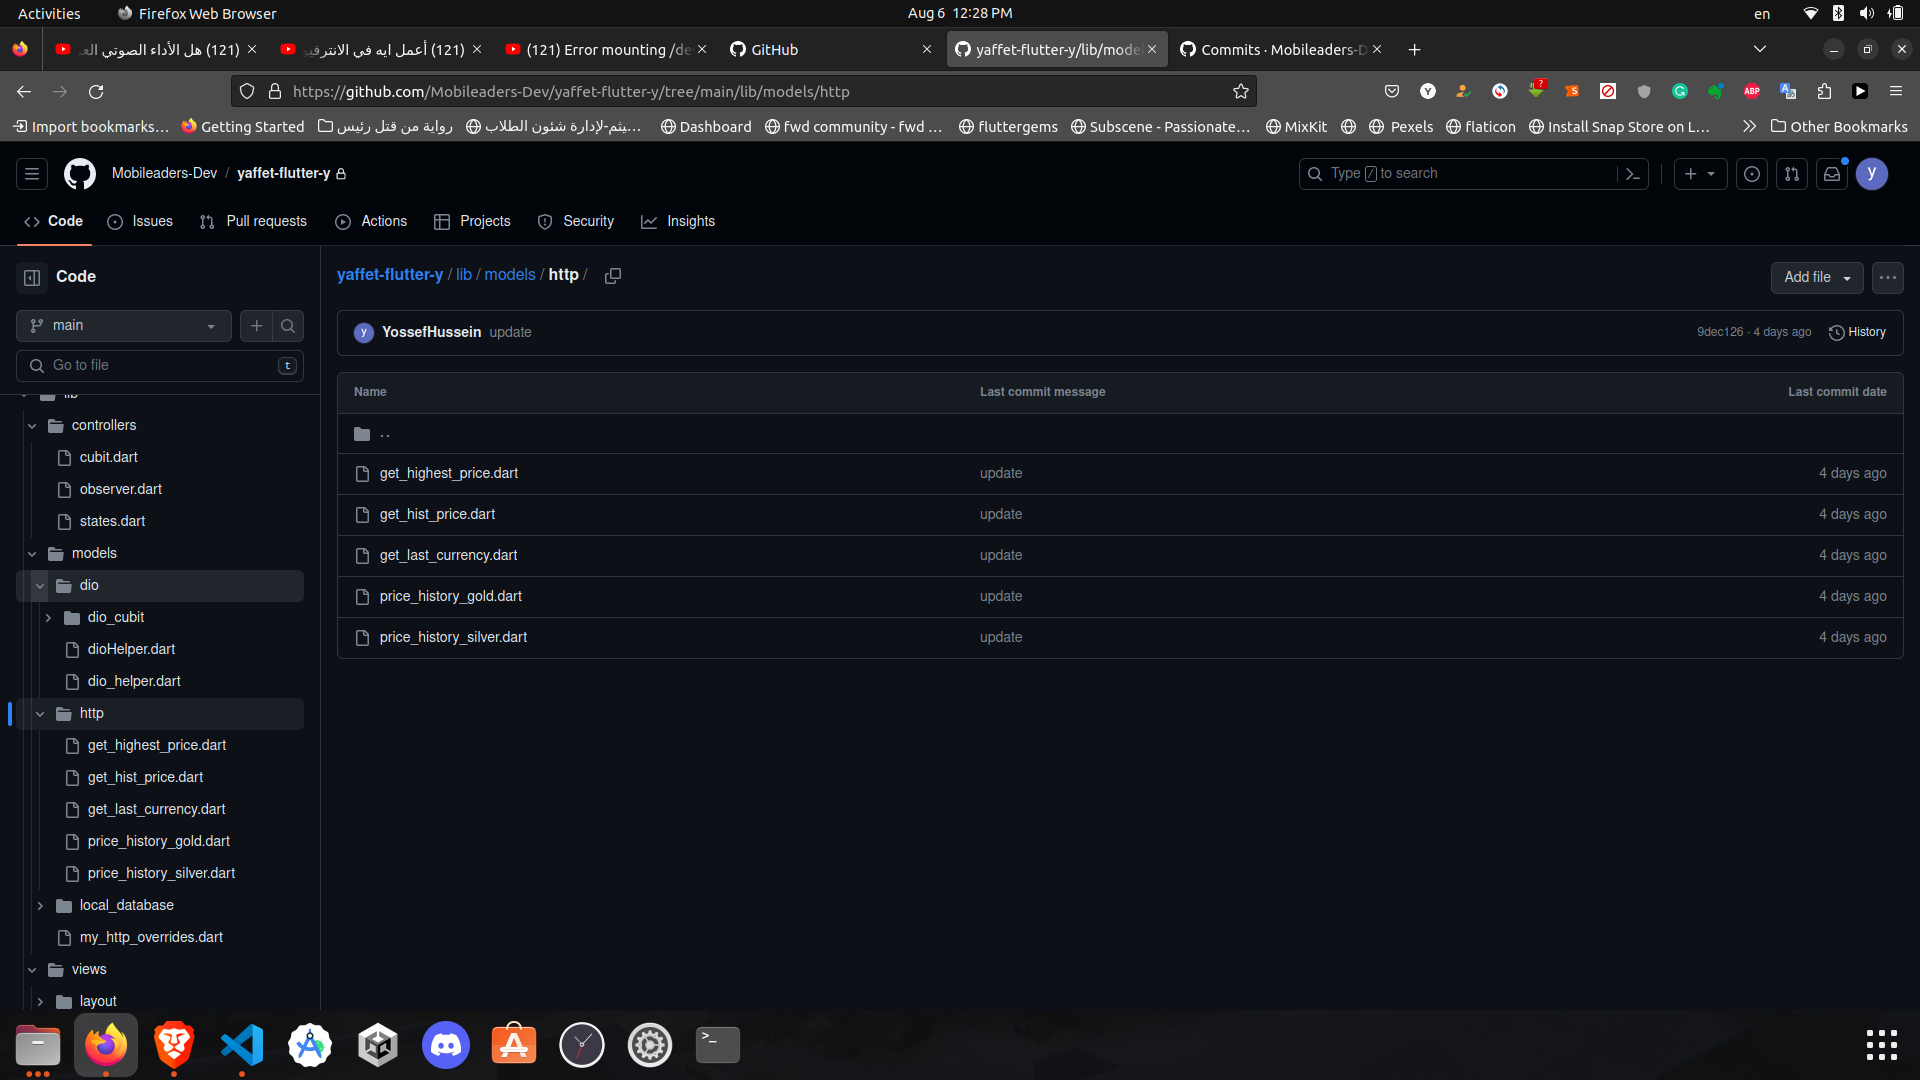 Activities Firefox Web Browser Aug 6 12:28 PM en
(121) هل الأداء الصوتي الع (121) أعمل ايه في الانترفيو (121) Error mounting /de GitHub yaffet-flutter-y/lib/model Commits · Mobileaders-D
https://github.com/Mobileaders-Dev/yaffet-flutter-y/tree/main/lib/models/http
Import bookmarks… Getting Started رواية من قتل رئيس …يثم-لإدارة شئون الطلاب Dashboard fwd community - fwd … fluttergems Subscene - Passionate… MixKit Pexels flaticon Install Snap Store on L… Other Bookmarks
Mobileaders-Dev / yaffet-flutter-y Type / to search y
Code Issues Pull requests Actions Projects Security Insights
Code
yaffet-flutter-y / lib / models / http /
Add file
main
Go to file t
YossefHussein update 9dec126 · 4 days ago History
Name Last commit message Last commit date
..
get_highest_price.dart update 4 days ago
get_hist_price.dart update 4 days ago
get_last_currency.dart update 4 days ago
price_history_gold.dart update 4 days ago
price_history_silver.dart update 4 days ago
lib
controllers
cubit.dart
observer.dart
states.dart
models
dio
dio_cubit
dioHelper.dart
dio_helper.dart
http
get_highest_price.dart
get_hist_price.dart
get_last_currency.dart
price_history_gold.dart
price_history_silver.dart
local_database
my_http_overrides.dart
views
layout